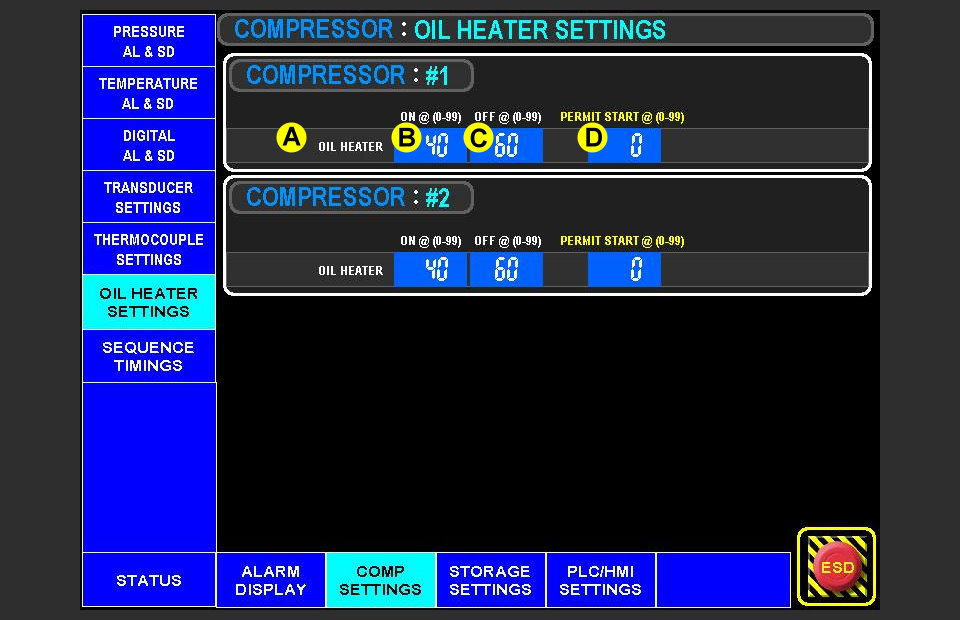 PRESSURE
AL & SD
TEMPERATURE
AL & SD
DIGITAL
AL & SD
TRANSDUCER
SETTINGS
THERMOCOUPLE
SETTINGS
OIL HEATER
SETTINGS
SEQUENCE
TIMINGS
COMPRESSOR : OIL HEATER SETTINGS
COMPRESSOR : #1
ON @ (0-99) OFF @ (0-99) PERMIT START @ (0-99)
A OIL HEATER B 40 C 60 D 0
COMPRESSOR : #2
ON @ (0-99) OFF @ (0-99) PERMIT START @ (0-99)
OIL HEATER 40 60 0
STATUS
ALARM
DISPLAY
COMP
SETTINGS
STORAGE
SETTINGS
PLC/HMI
SETTINGS
ESD